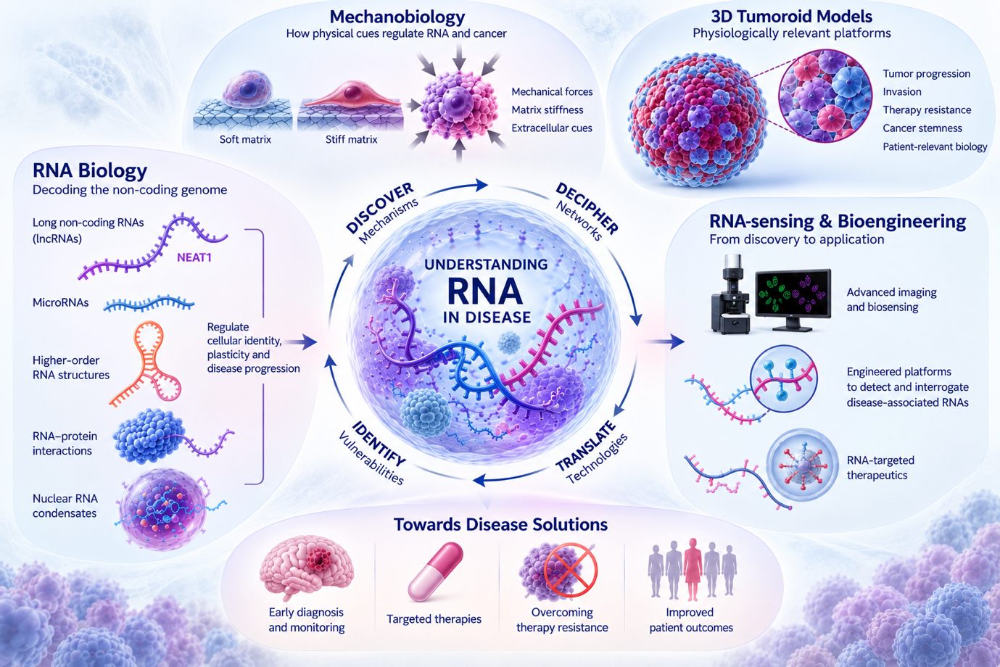 Mechanobiology
How physical cues regulate RNA and cancer
Soft matrix
Stiff matrix
Mechanical forces
Matrix stiffness
Extracellular cues
3D Tumoroid Models
Physiologically relevant platforms
Tumor progression
Invasion
Therapy resistance
Cancer stemness
Patient-relevant biology
RNA Biology
Decoding the non-coding genome
Long non-coding RNAs
(lncRNAs)
NEAT1
MicroRNAs
Higher-order
RNA structures
RNA–protein
interactions
Nuclear RNA
condensates
Regulate
cellular identity,
plasticity and
disease progression
DISCOVER
Mechanisms
DECIPHER
Networks
UNDERSTANDING
RNA
IN DISEASE
IDENTIFY
Vulnerabilities
TRANSLATE
Technologies
RNA-sensing & Bioengineering
From discovery to application
Advanced imaging
and biosensing
Engineered platforms
to detect and interrogate
disease-associated RNAs
RNA-targeted
therapeutics
Towards Disease Solutions
Early diagnosis
and monitoring
Targeted therapies
Overcoming
therapy resistance
Improved
patient outcomes